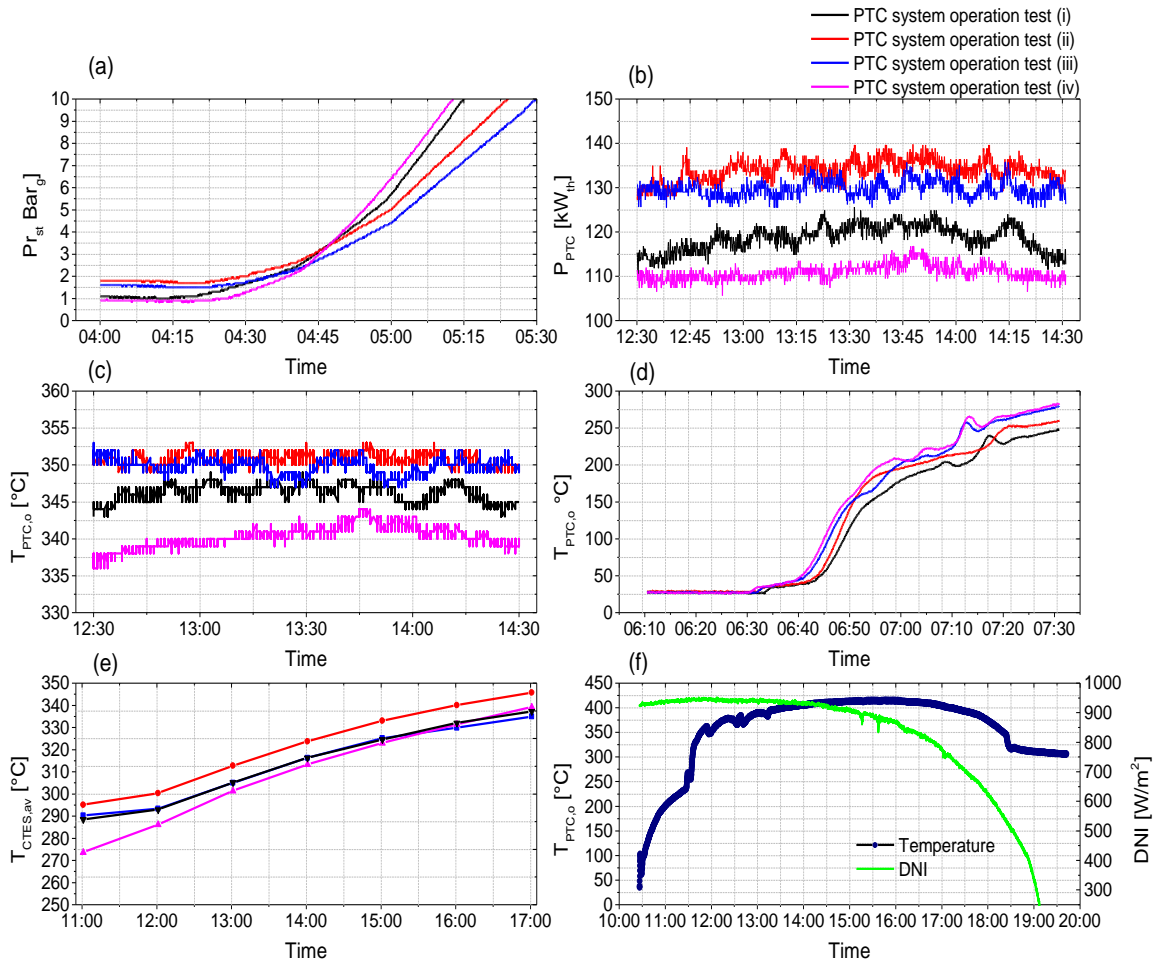 PTC system operation test (i)
PTC system operation test (ii)
PTC system operation test (iii)
PTC system operation test (iv)
(a)
10
9
8
7
6
5
4
3
2
1
0
Pr_st Bar_g]
04:00 04:15 04:30 04:45 05:00 05:15 05:30
Time
(b)
150
140
130
120
110
100
P_PTC [kW_th]
12:30 12:45 13:00 13:15 13:30 13:45 14:00 14:15 14:30
Time
(c)
360
355
350
345
340
335
330
T_PTC,o [°C]
12:30 13:00 13:30 14:00 14:30
Time
(d)
300
250
200
150
100
50
0
T_PTC,o °C]
06:10 06:20 06:30 06:40 06:50 07:00 07:10 07:20 07:30
Time
(e)
350
340
330
320
310
300
290
280
270
260
250
T_CTES,av [°C]
11:00 12:00 13:00 14:00 15:00 16:00 17:00
Time
(f)
450
400
350
300
250
200
150
100
50
0
T_PTC,o [°C]
Temperature
DNI
1000
900
800
700
600
500
400
300
DNI [W/m²]
10:00 11:00 12:00 13:00 14:00 15:00 16:00 17:00 18:00 19:00 20:00
Time